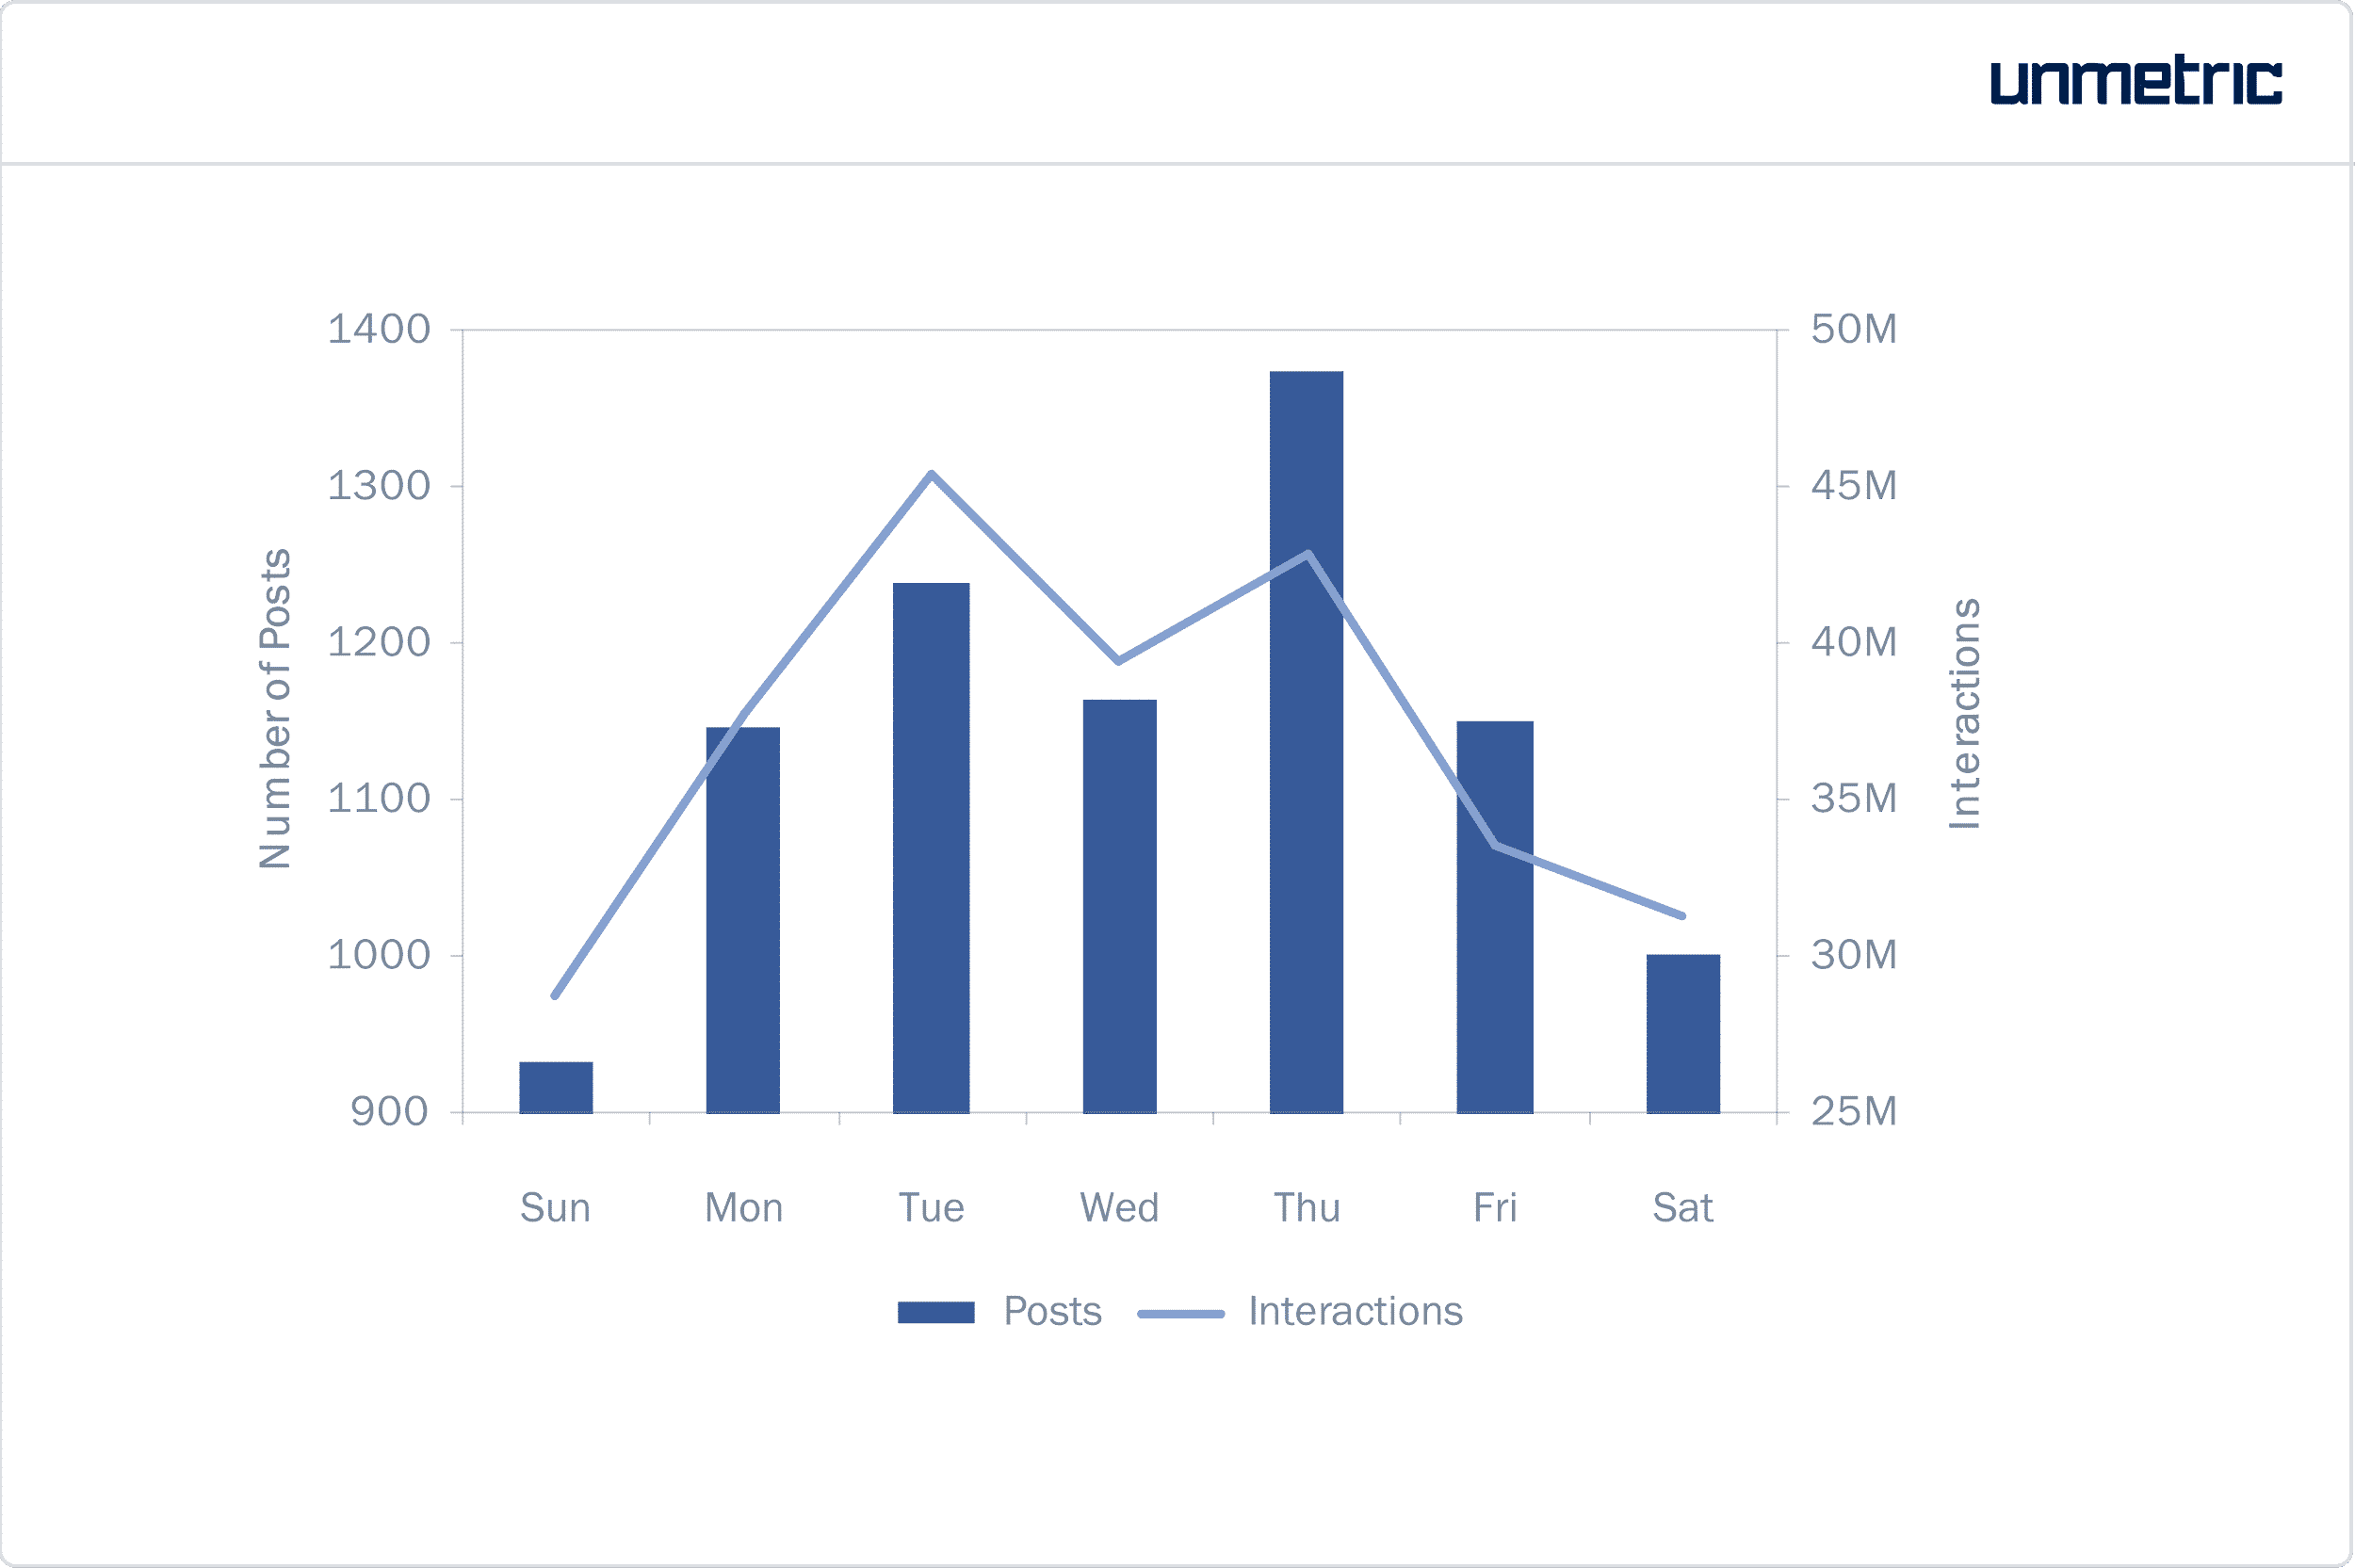 unmetric
1400
1300
1200
1100
1000
900
Number of Posts
50M
45M
40M
35M
30M
25M
Interactions
Sun Mon Tue Wed Thu Fri Sat
Posts Interactions